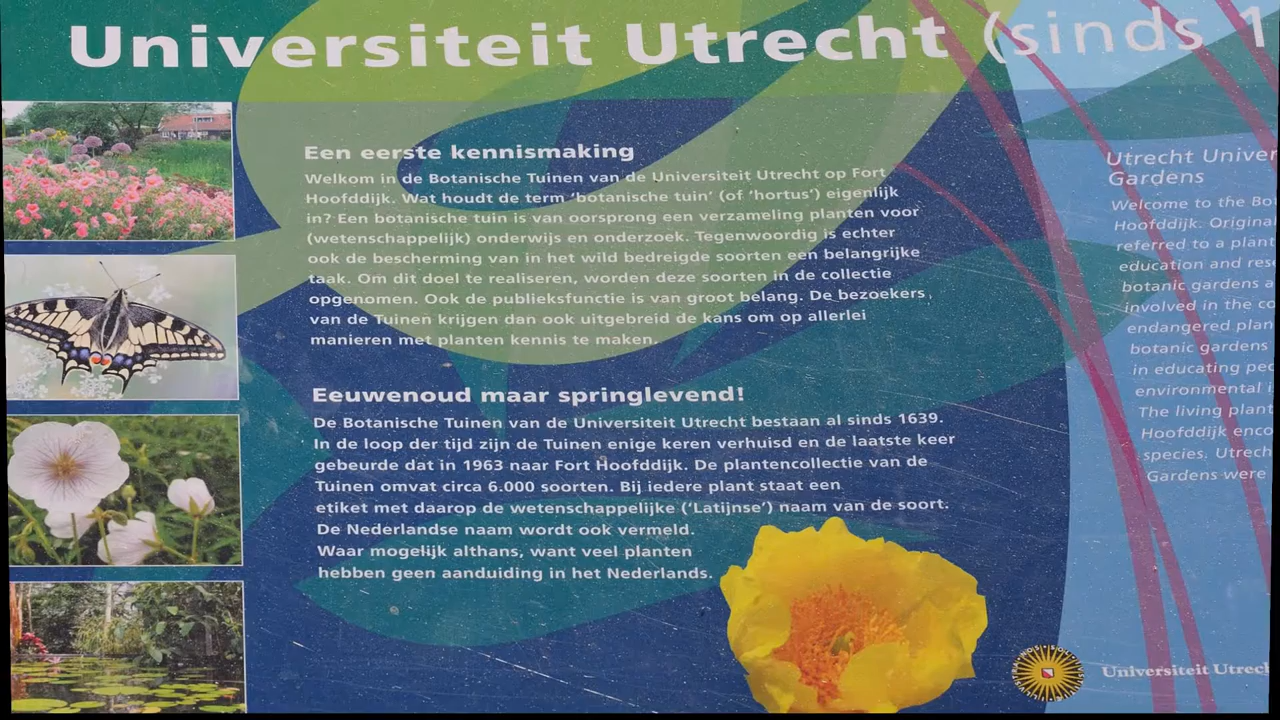 Universiteit Utrecht (sinds 1
Een eerste kennismaking
Welkom in de Botanische Tuinen van de Universiteit Utrecht op Fort
Hoofddijk. Wat houdt de term ‘botanische tuin’ (of ‘hortus’) eigenlijk
in? Een botanische tuin is van oorsprong een verzameling planten voor
(wetenschappelijk) onderwijs en onderzoek. Tegenwoordig is echter
ook de bescherming van in het wild bedreigde soorten een belangrijke
taak. Om dit doel te realiseren, worden deze soorten in de collectie
opgenomen. Ook de publieksfunctie is van groot belang. De bezoekers
van de Tuinen krijgen dan ook uitgebreid de kans om op allerlei
manieren met planten kennis te maken.
Eeuwenoud maar springlevend!
De Botanische Tuinen van de Universiteit Utrecht bestaan al sinds 1639.
In de loop der tijd zijn de Tuinen enige keren verhuisd en de laatste keer
gebeurde dat in 1963 naar Fort Hoofddijk. De plantencollectie van de
Tuinen omvat circa 6.000 soorten. Bij iedere plant staat een
etiket met daarop de wetenschappelijke (‘Latijnse’) naam van de soort.
De Nederlandse naam wordt ook vermeld.
Waar mogelijk althans, want veel planten
hebben geen aanduiding in het Nederlands.
Utrecht Univer
Gardens
Welcome to the Bo
Hoofddijk. Origina
referred to a plant
education and rese
botanic gardens a
involved in the co
endangered plan
botanic gardens
in educating peo
environmental i
The living plant
Hoofddijk enco
species. Utrech
Gardens were
Universiteit Utrech